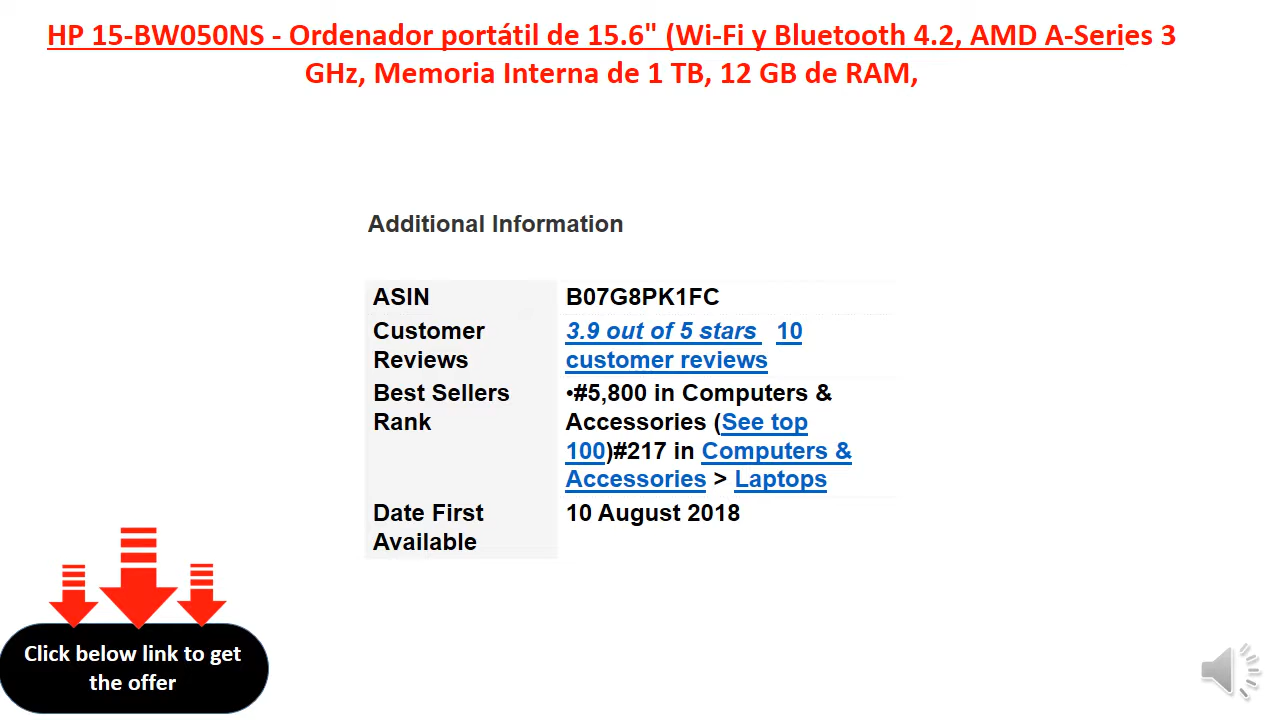 HP 15-BW050NS - Ordenador portátil de 15.6" (Wi-Fi y Bluetooth 4.2, AMD A-Series 3
GHz, Memoria Interna de 1 TB, 12 GB de RAM,
Additional Information
ASIN B07G8PK1FC
Customer 3.9 out of 5 stars 10
Reviews customer reviews
Best Sellers •#5,800 in Computers &
Rank Accessories (See top
100)#217 in Computers &
Accessories > Laptops
Date First 10 August 2018
Available
Click below link to get
the offer